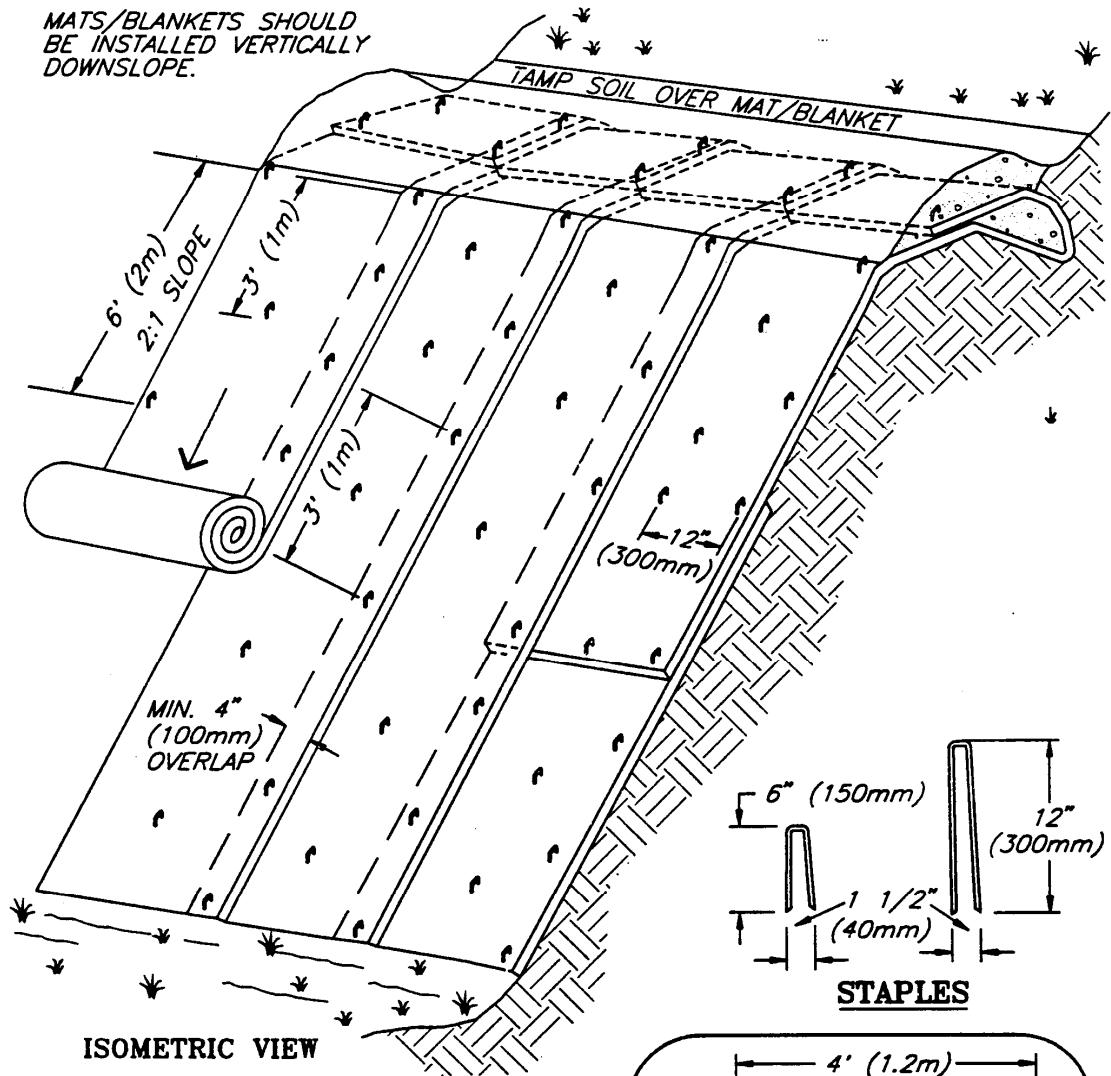 MATS/BLANKETS SHOULD
BE INSTALLED VERTICALLY
DOWNSLOPE.
TAMP SOIL OVER MAT/BLANKET
6' (2m)
2:1 SLOPE
3' (1m)
3' (1m)
12"
(300mm)
MIN. 4"
(100mm)
OVERLAP
6" (150mm)
12"
(300mm)
1 1/2"
(40mm)
STAPLES
ISOMETRIC VIEW
4' (1.2m)